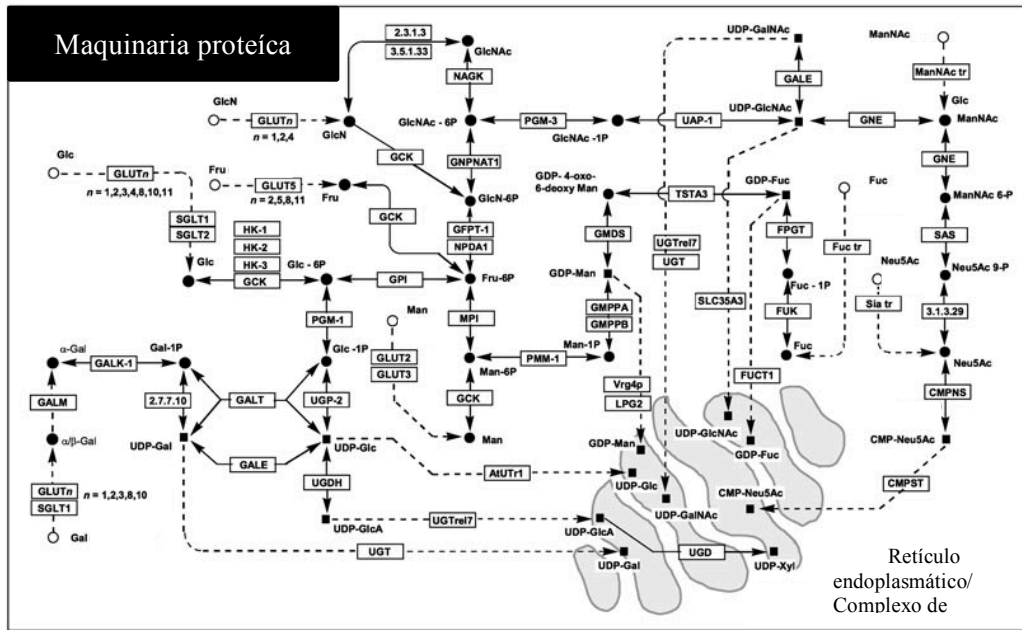 Maquinaria proteíca
2.3.1.3
3.5.1.33
GlcNAc
NAGK
GlcN
GLUTn
n = 1,2,4
GlcN
GlcNAc - 6P
PGM-3
GlcNAc -1P
UAP-1
UDP-GalNAc
GALE
UDP-GlcNAc
GNE
ManNAc
ManNAc tr
Glc
ManNAc
GNE
ManNAc 6-P
SAS
Neu5Ac 9-P
3.1.3.29
Neu5Ac
CMPNS
CMP-Neu5Ac
CMPST
Neu5Ac
Sia tr
Glc
GLUTn
n = 1,2,3,4,8,10,11
SGLT1
SGLT2
Glc
HK-1
HK-2
HK-3
GCK
Glc - 6P
GPI
Fru
GLUT5
n = 2,5,8,11
Fru
GCK
GCK
GNPNAT1
GlcN-6P
GFPT-1
NPDA1
Fru-6P
MPI
Man-6P
GCK
Man
PMM-1
Man-1P
GMPPA
GMPPB
GDP-Man
GMDS
GDP- 4-oxo-
6-deoxy Man
TSTA3
GDP-Fuc
FPGT
Fuc - 1P
FUK
Fuc
Fuc
Fuc tr
UGTrel7
UGT
SLC35A3
FUCT1
Vrg4p
LPG2
Man
GLUT2
GLUT3
PGM-1
Glc -1P
UGP-2
UDP-Glc
UGDH
UDP-GlcA
UGTrel7
AtUTr1
α-Gal
GALK-1
Gal-1P
GALM
2.7.7.10
GALT
α/β-Gal
UDP-Gal
GALE
GLUTn
n = 1,2,3,8,10
SGLT1
Gal
UGT
GDP-Man
UDP-Glc
UDP-GalNAc
UDP-GlcNAc
GDP-Fuc
CMP-Neu5Ac
UDP-GlcA
UDP-Gal
UGD
UDP-Xyl
Retículo
endoplasmático/
Complexo de